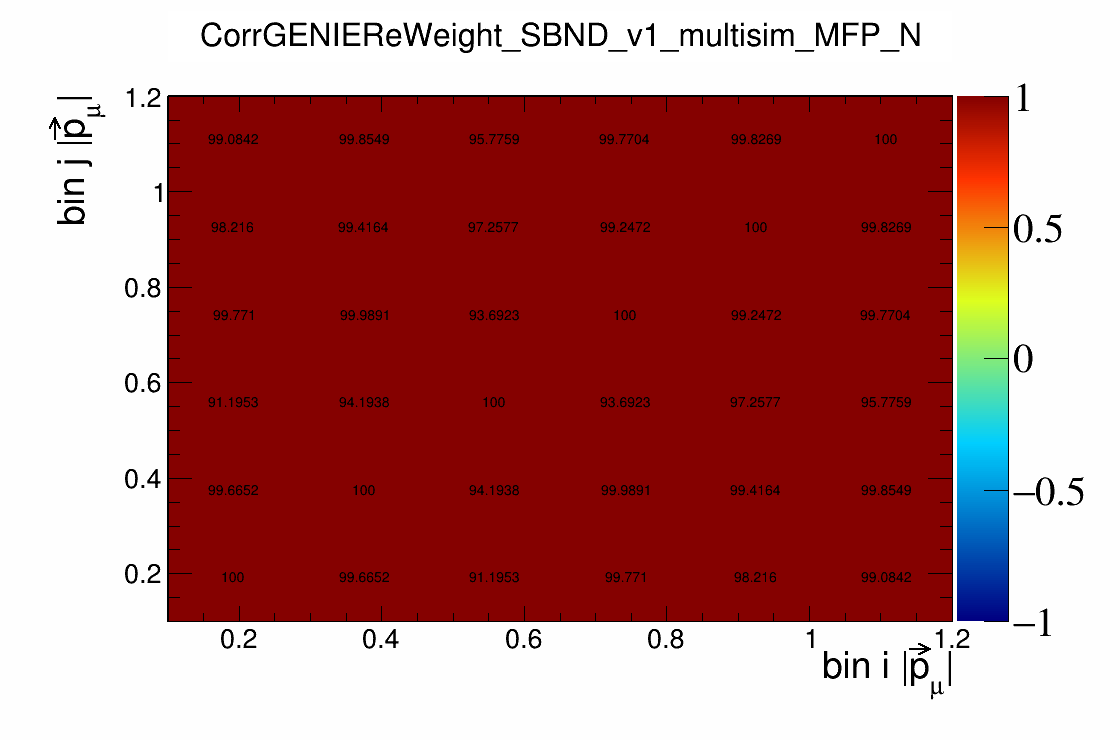 CorrGENIEReWeight_SBND_v1_multisim_MFP_N
bin j |p⃗μ|
1.2
1
0.8
0.6
0.4
0.2
99.0842 99.8549 95.7759 99.7704 99.8269 100
98.216 99.4164 97.2577 99.2472 100 99.8269
99.771 99.9891 93.6923 100 99.2472 99.7704
91.1953 94.1938 100 93.6923 97.2577 95.7759
99.6652 100 94.1938 99.9891 99.4164 99.8549
100 99.6652 91.1953 99.771 98.216 99.0842
0.2 0.4 0.6 0.8 1 1.2
bin i |p⃗μ|
1
0.5
0
−0.5
−1